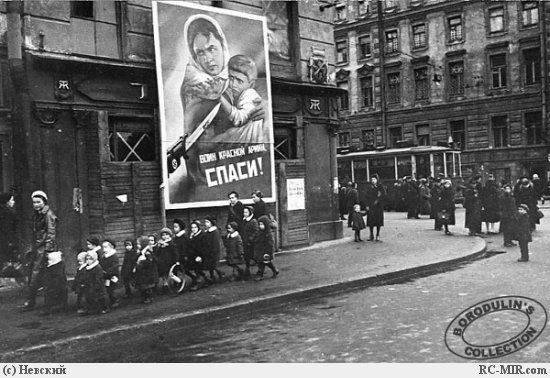 ВОИН КРАСНОЙ АРМИИ,
СПАСИ!
BORODULIN'S
COLLECTION
(c) Невский
RC-MIR.com